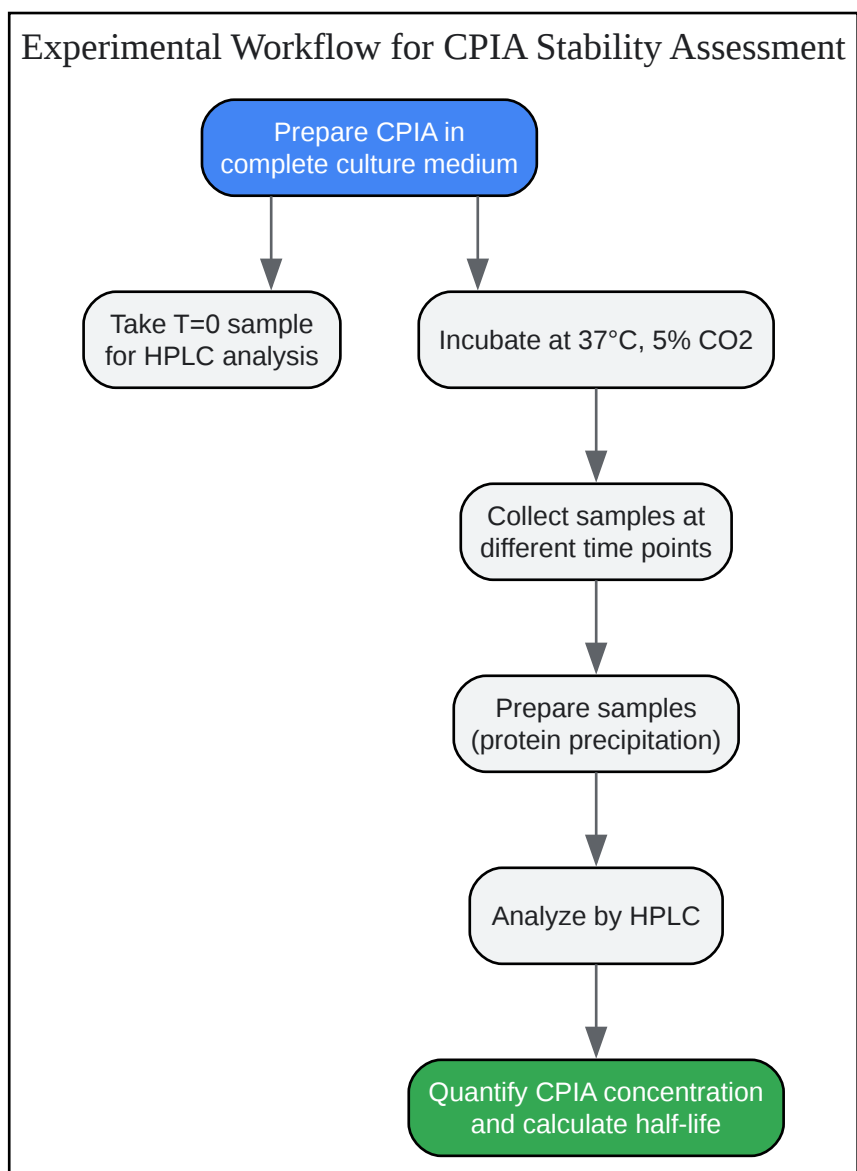 Experimental Workflow for CPIA Stability Assessment
Prepare CPIA in
complete culture medium
Take T=0 sample
for HPLC analysis
Incubate at 37°C, 5% CO2
Collect samples at
different time points
Prepare samples
(protein precipitation)
Analyze by HPLC
Quantify CPIA concentration
and calculate half-life